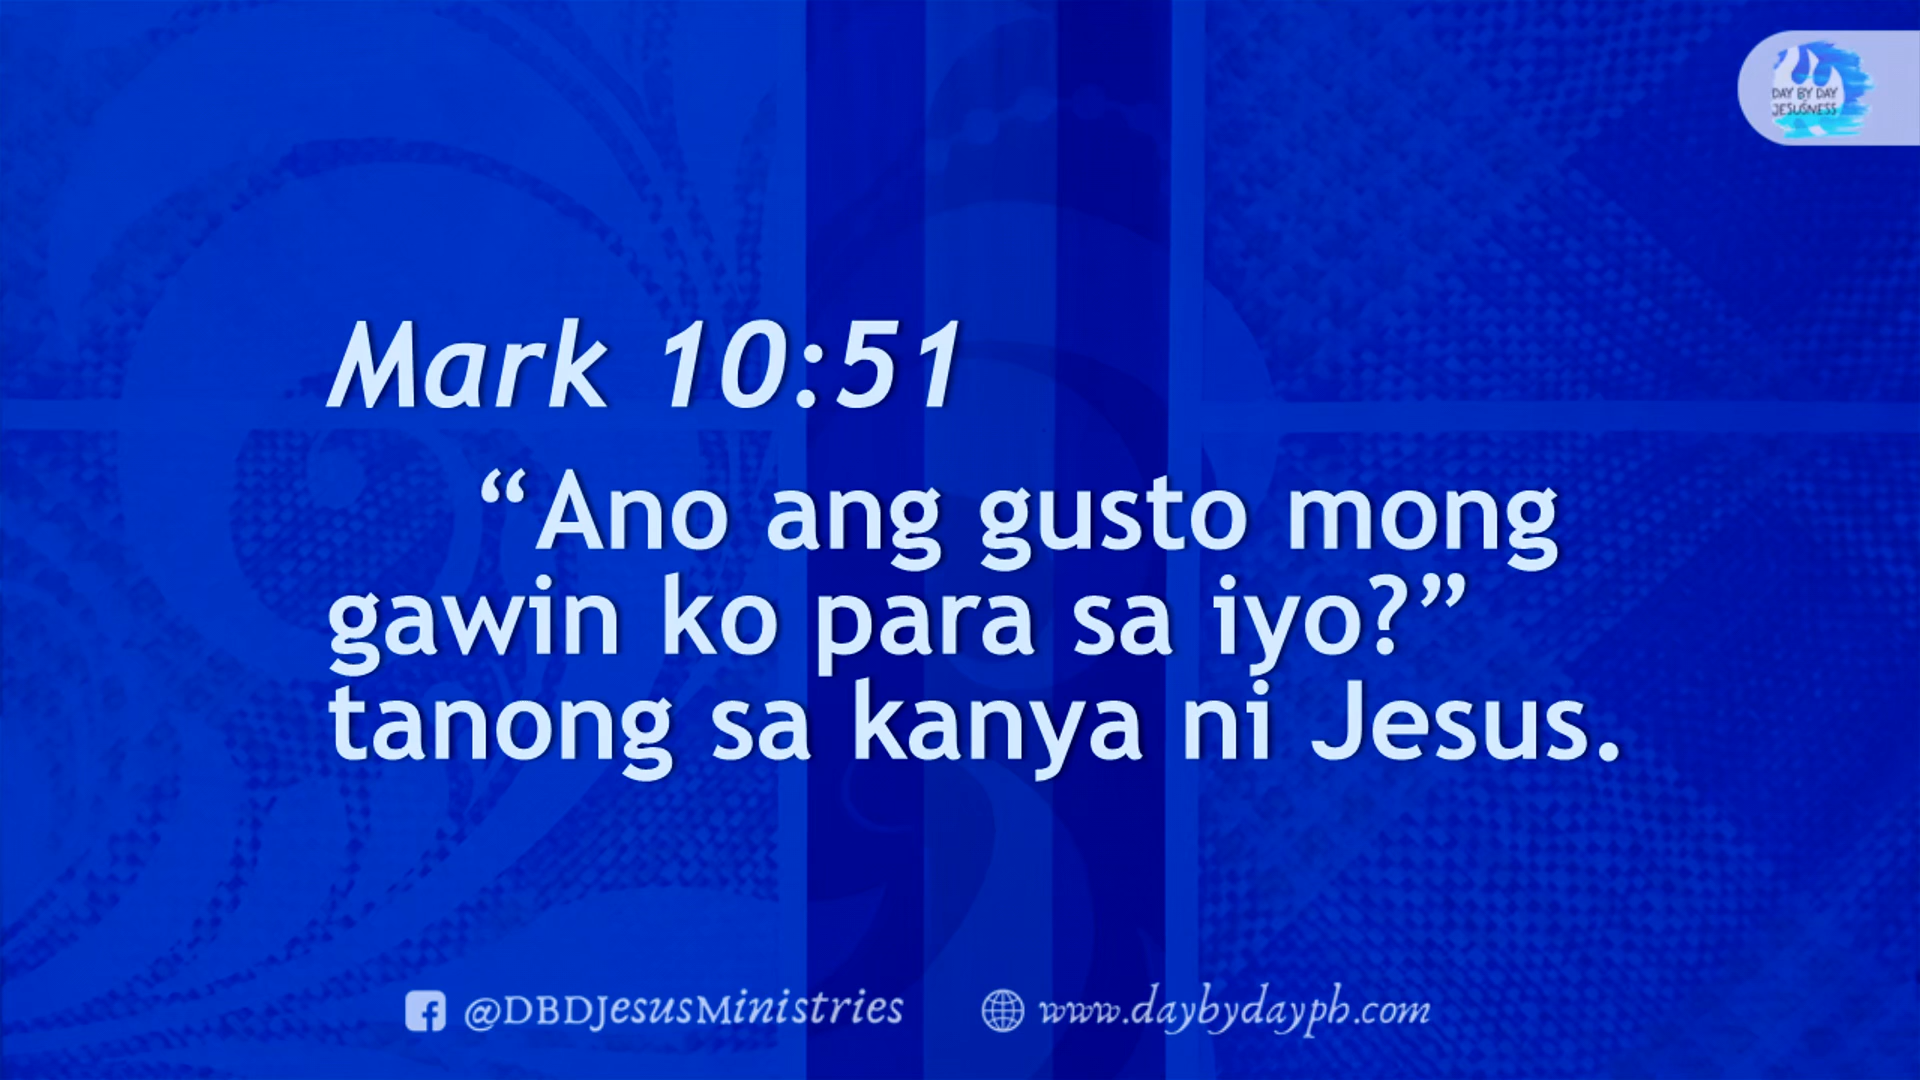 DAY BY DAY
JESUSNESS
Mark 10:51
“Ano ang gusto mong
gawin ko para sa iyo?”
tanong sa kanya ni Jesus.
@DBDJesusMinistries
www.daybydayph.com